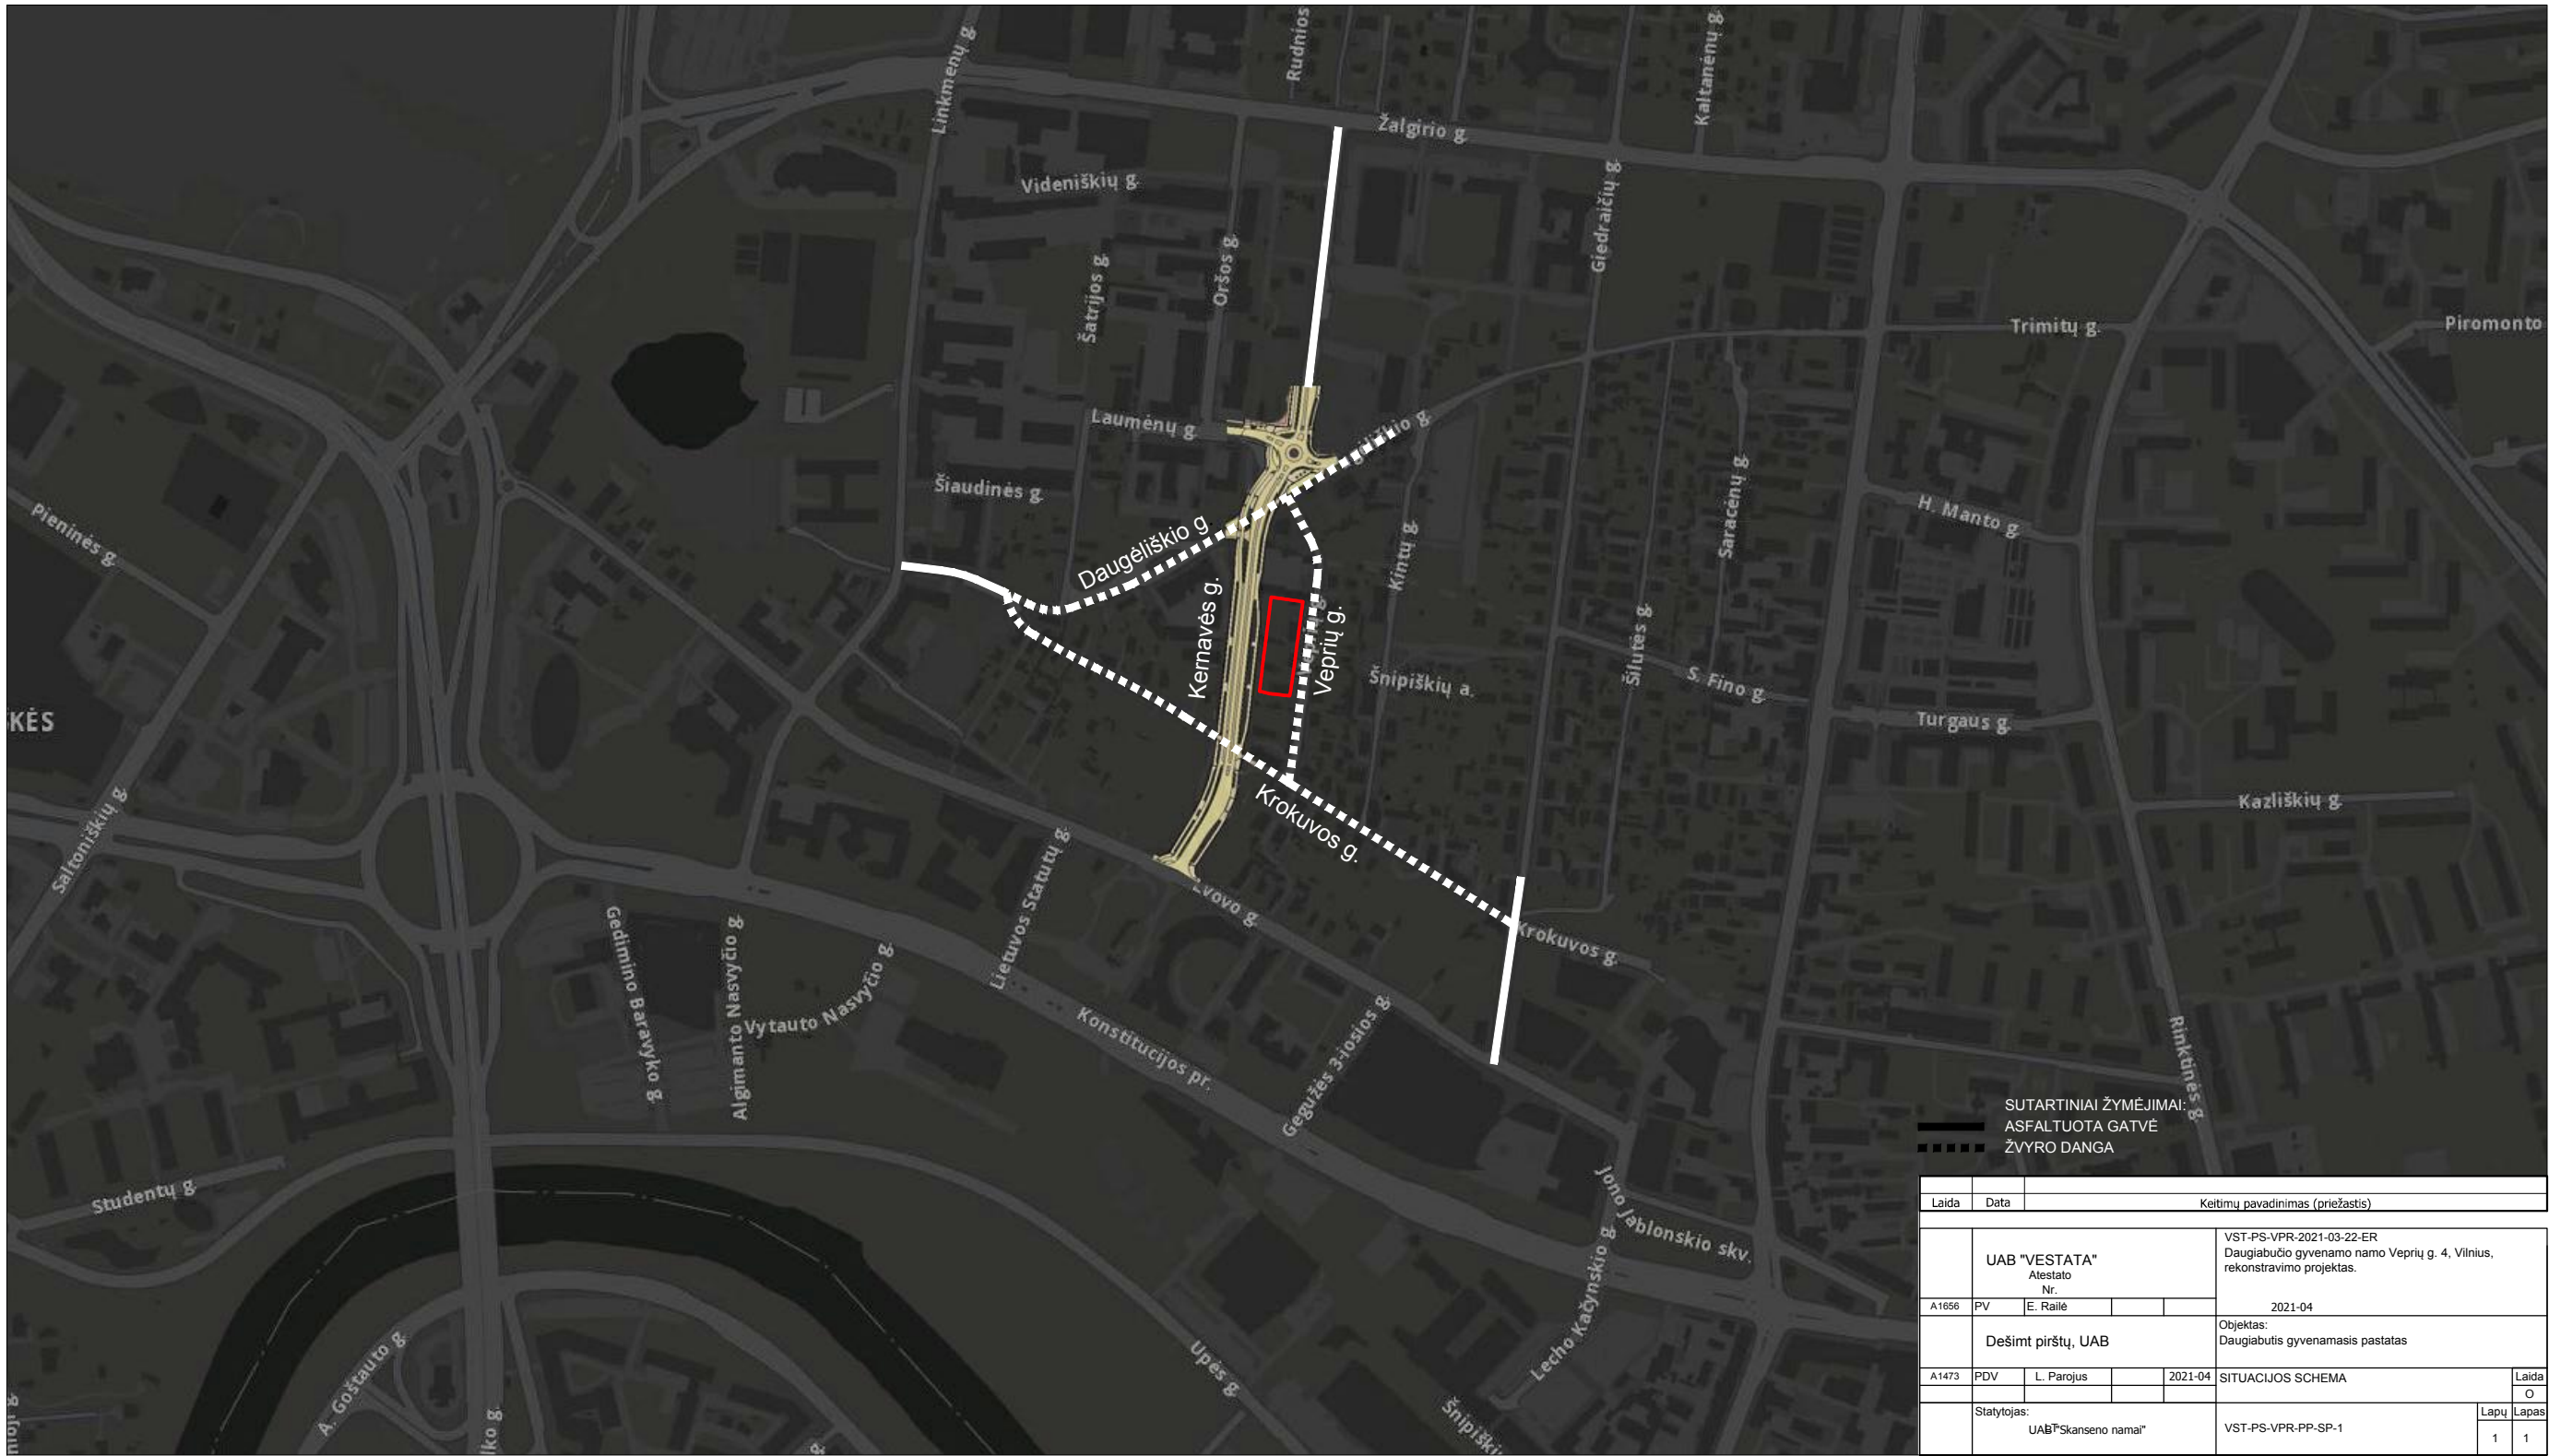 Linkmenų g.
Rudnios
Kaltanėnų g.
Žalgirio g.
Videniškių g.
Giedraičių g.
Oršos g.
Šatrijos g.
Trimitų g.
Piromonto
Laumėnų g.
Šiaudinės g.
Pieninės g.
Daugėliškio g.
Kintų g.
Saracėnų g.
H. Manto g.
Kernavės g.
Veprių g.
Šnipiškių a.
Šilutės g.
S. Fino g.
Turgaus g.
ŠKĖS
Saltoniškių g.
Kazliškių g.
Krokuvos g.
Lietuvos Statutų g.
Lvovo g.
Krokuvos g.
Gedimino Baravyko g.
Algimanto Nasvyčio g.
Vytauto Nasvyčio g.
Konstitucijos pr.
Gegužės 3-iosios g.
Rinktinės g.
Studentų g.
Jono Jablonskio skv.
Lecho Kačynskio g.
Upės g.
A. Goštauto g.
lko g.
Šnipiški
SUTARTINIAI ŽYMĖJIMAI:
ASFALTUOTA GATVĖ
ŽVYRO DANGA
Laida Data Keitimų pavadinimas (priežastis)
UAB "VESTATA"
Atestato
Nr.
VST-PS-VPR-2021-03-22-ER
Daugiabučio gyvenamo namo Veprių g. 4, Vilnius,
rekonstravimo projektas.
A1656 PV E. Railė 2021-04
Dešimt pirštų, UAB
Objektas:
Daugiabutis gyvenamasis pastatas
A1473 PDV L. Parojus 2021-04 SITUACIJOS SCHEMA Laida
O
Statytojas:
UAB "Skanseno namai"
VST-PS-VPR-PP-SP-1
Lapų Lapas
1 1